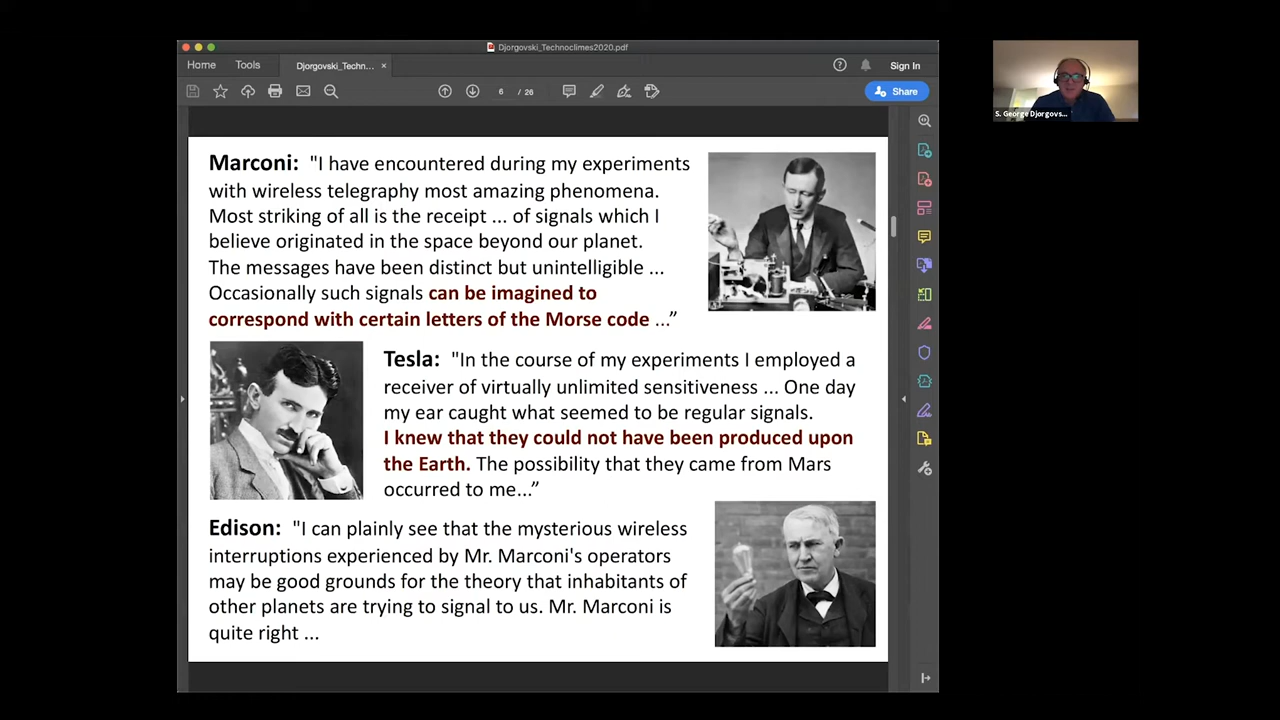 Djorgovski_Technoclimes2020.pdf
Home Tools Djorgovski_Techn... × Sign In
6 / 26 Share
S. George Djorgovs...
Marconi: "I have encountered during my experiments
with wireless telegraphy most amazing phenomena.
Most striking of all is the receipt ... of signals which I
believe originated in the space beyond our planet.
The messages have been distinct but unintelligible ...
Occasionally such signals can be imagined to
correspond with certain letters of the Morse code ...”
Tesla: "In the course of my experiments I employed a
receiver of virtually unlimited sensitiveness ... One day
my ear caught what seemed to be regular signals.
I knew that they could not have been produced upon
the Earth. The possibility that they came from Mars
occurred to me...”
Edison: "I can plainly see that the mysterious wireless
interruptions experienced by Mr. Marconi's operators
may be good grounds for the theory that inhabitants of
other planets are trying to signal to us. Mr. Marconi is
quite right ...